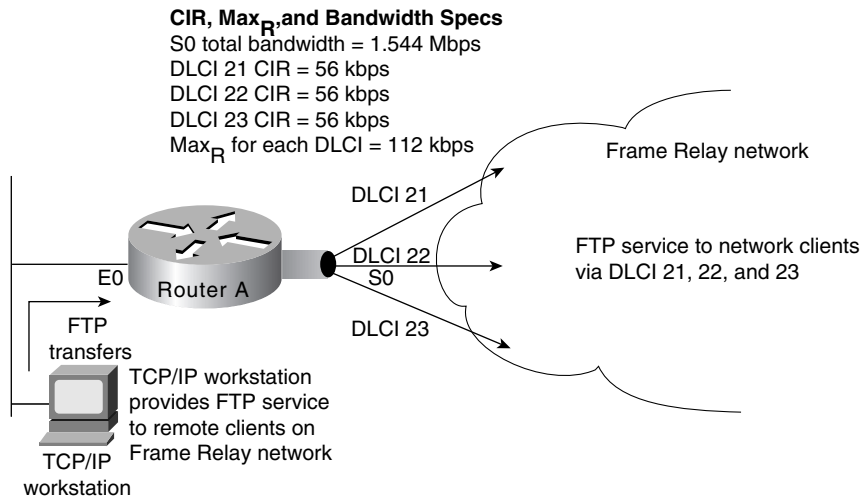 CIR, MaxR,and Bandwidth Specs
S0 total bandwidth = 1.544 Mbps
DLCI 21 CIR = 56 kbps
DLCI 22 CIR = 56 kbps
DLCI 23 CIR = 56 kbps
MaxR for each DLCI = 112 kbps
Frame Relay network
DLCI 21
DLCI 22
S0
DLCI 23
FTP service to network clients
via DLCI 21, 22, and 23
E0
Router A
FTP
transfers
TCP/IP workstation
provides FTP service
to remote clients on
Frame Relay network
TCP/IP
workstation